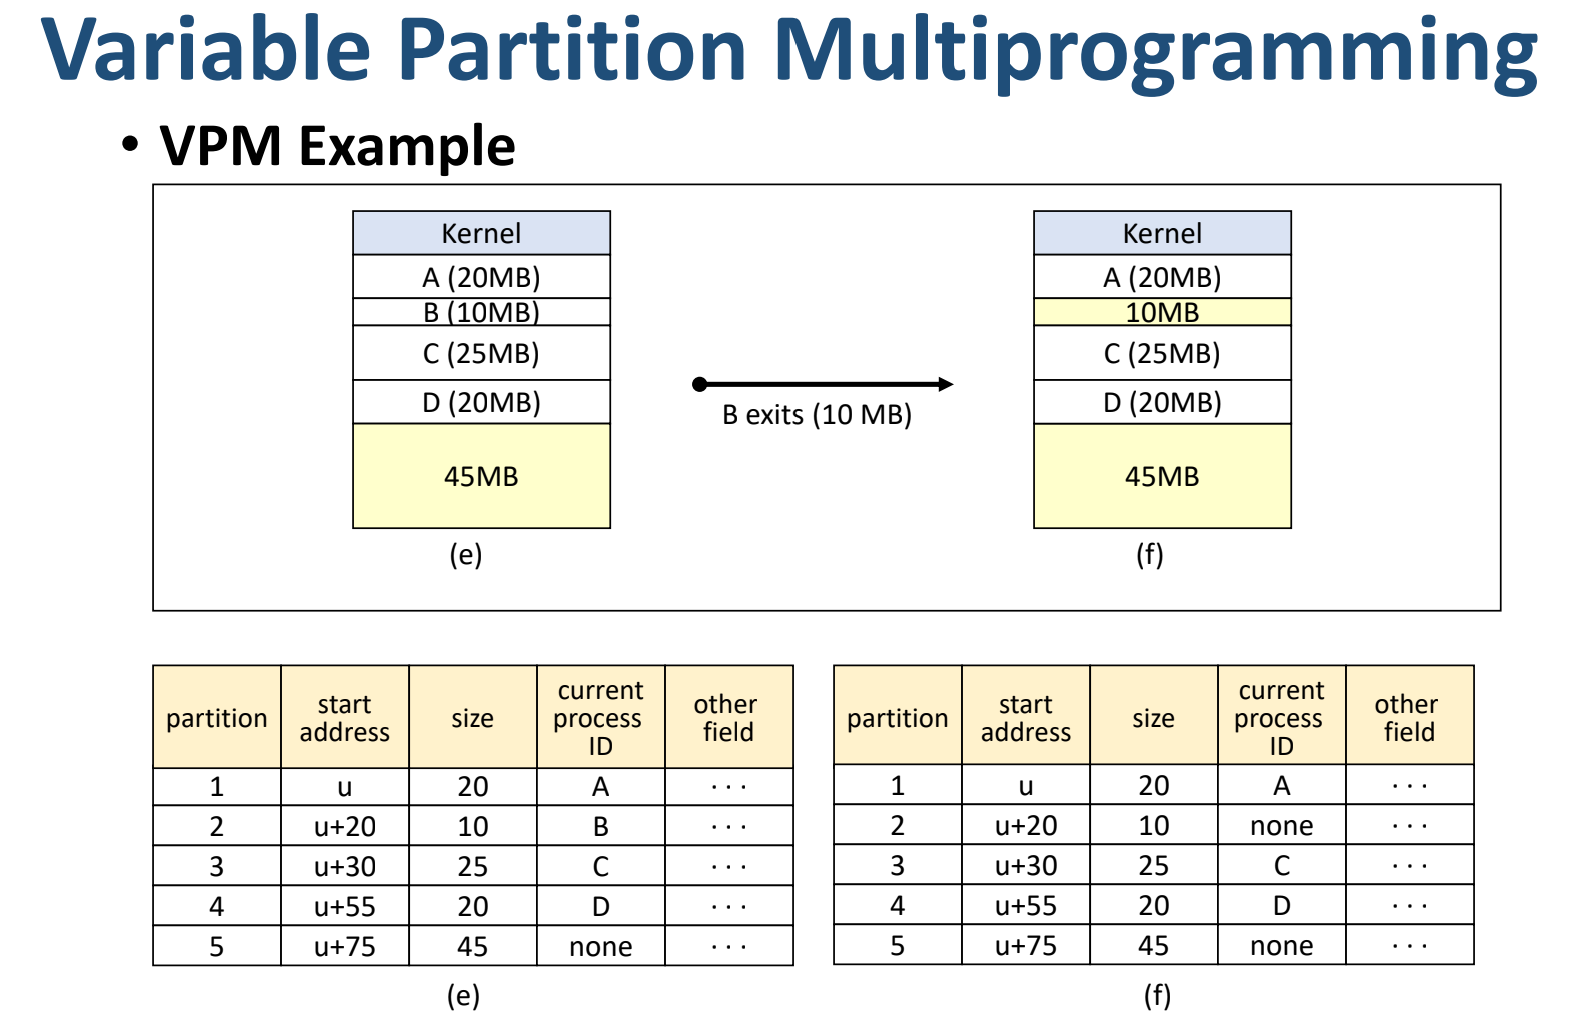 Variable Partition Multiprogramming
• VPM Example
Kernel
A (20MB)
B (10MB)
C (25MB)
D (20MB)
45MB
(e)
B exits (10 MB)
Kernel
A (20MB)
10MB
C (25MB)
D (20MB)
45MB
(f)
partition start address size current process ID other field
1 u 20 A ···
2 u+20 10 B ···
3 u+30 25 C ···
4 u+55 20 D ···
5 u+75 45 none ···
(e)
partition start address size current process ID other field
1 u 20 A ···
2 u+20 10 none ···
3 u+30 25 C ···
4 u+55 20 D ···
5 u+75 45 none ···
(f)